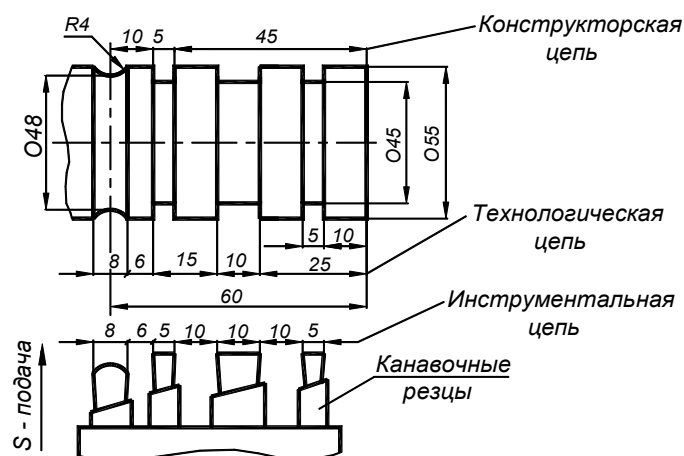 R4
10 5 45
Конструкторская
цепь
O48
O45
O55
Технологическая
цепь
5 10
8 6 15 10 25
60
Инструментальная
цепь
8 6 5 10 10 10 5
S - подача
Канавочные
резцы